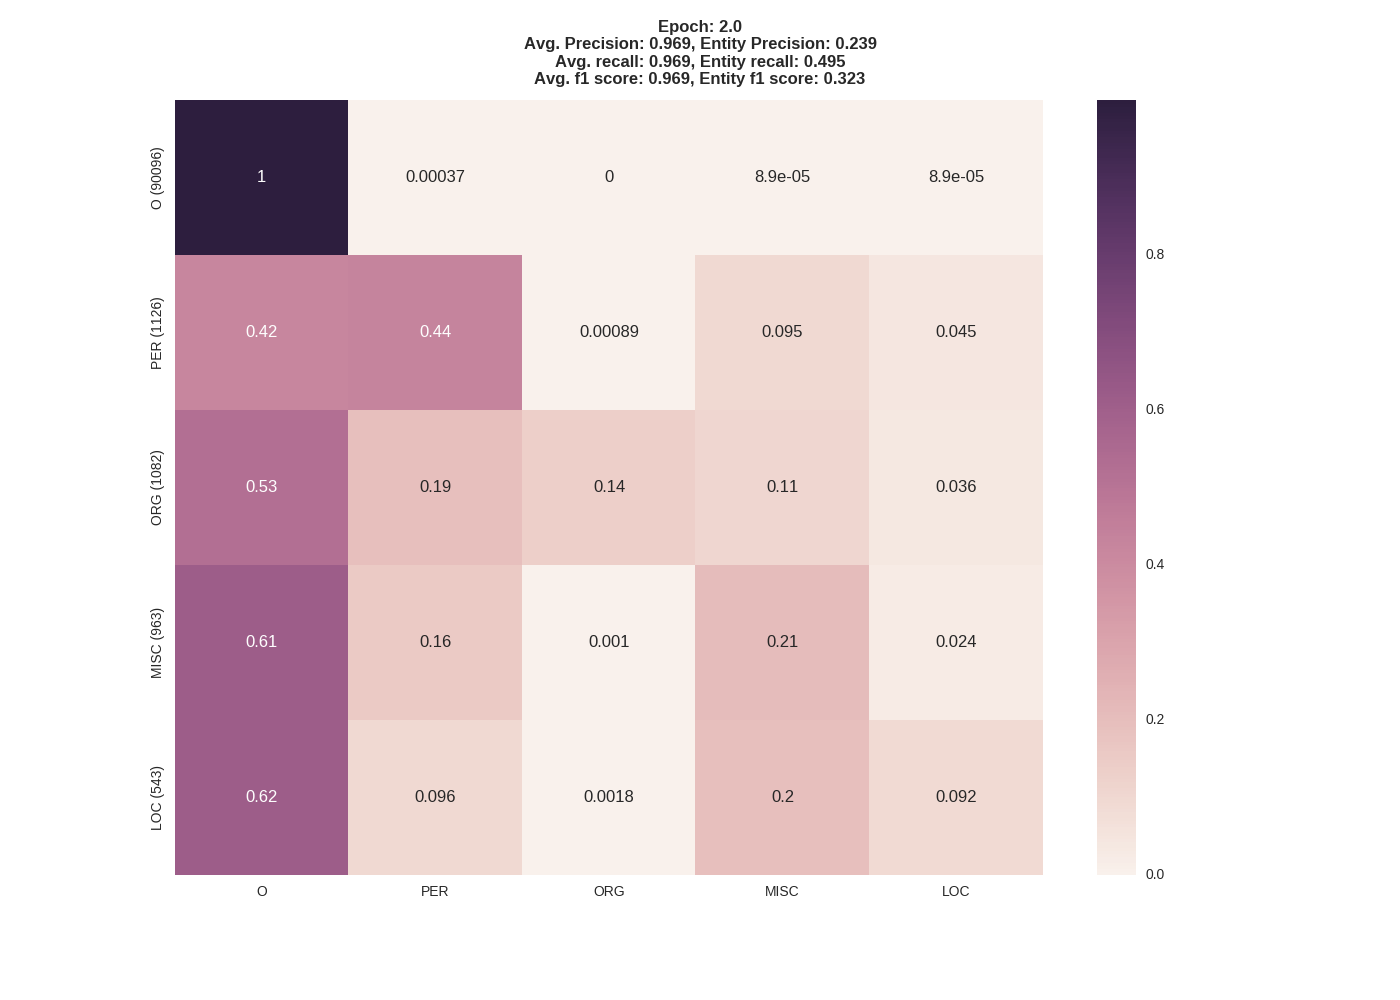 Epoch: 2.0
Avg. Precision: 0.969, Entity Precision: 0.239
Avg. recall: 0.969, Entity recall: 0.495
Avg. f1 score: 0.969, Entity f1 score: 0.323
O (90096)
1
0.00037
0
8.9e-05
8.9e-05
PER (1126)
0.42
0.44
0.00089
0.095
0.045
ORG (1082)
0.53
0.19
0.14
0.11
0.036
MISC (963)
0.61
0.16
0.001
0.21
0.024
LOC (543)
0.62
0.096
0.0018
0.2
0.092
O
PER
ORG
MISC
LOC
0.8
0.6
0.4
0.2
0.0